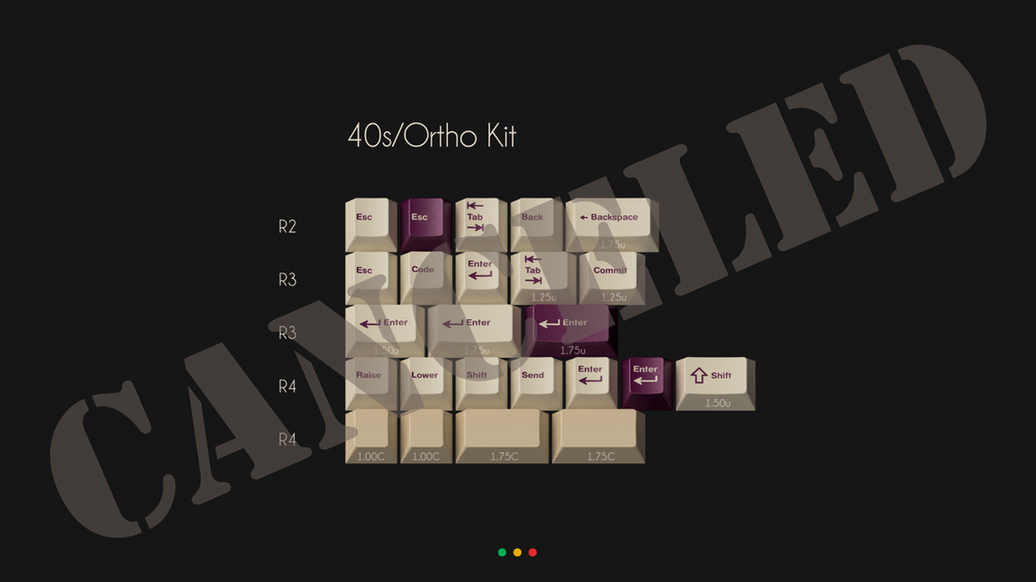 40s/Ortho Kit
R2 Esc Esc Tab Back Backspace
1.75u
R3 Esc Code Enter Tab Commit
1.25u 1.25u
R3 Enter Enter Enter
1.50u 1.75u 1.75u
R4 Raise Lower Shift Send Enter Enter Shift
1.50u
R4
1.00C 1.00C 1.75C 1.75C
CANCELED